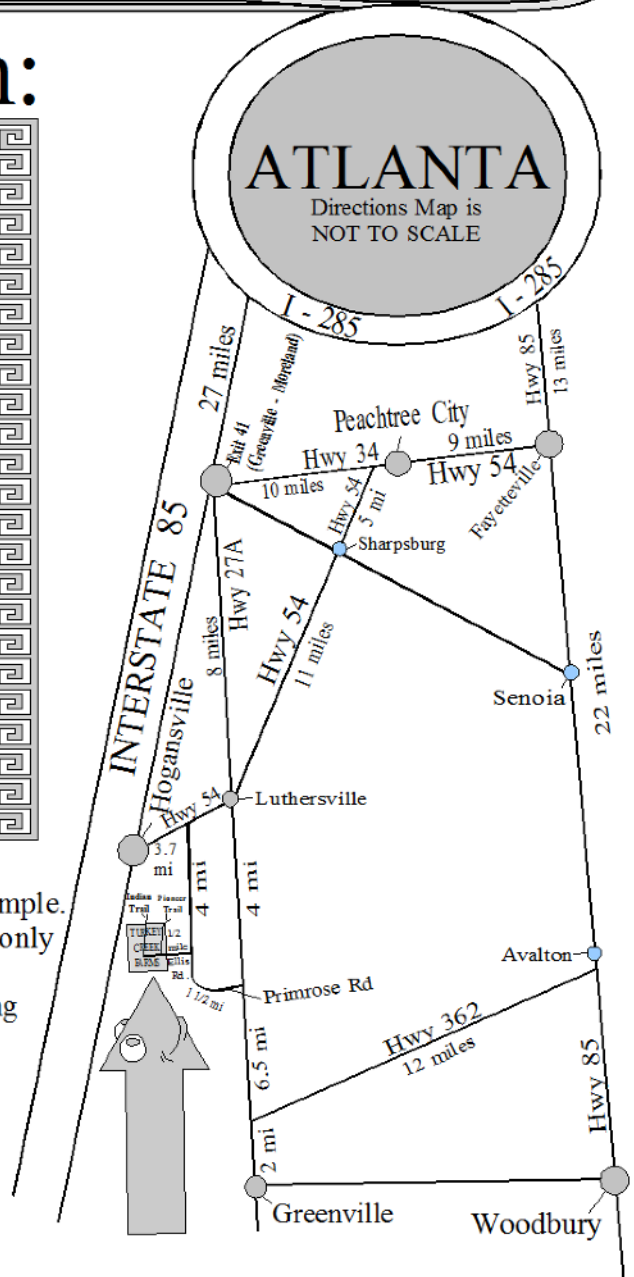 n:
ATLANTA
Directions Map is
NOT TO SCALE
I - 285
I - 285
27 miles
Exit 41
(Greenville - Moreland)
Hwy 85
13 miles
Peachtree City
Hwy 34
10 miles
9 miles
Hwy 54
Fayetteville
Hwy 54
5 mi
Sharpsburg
INTERSTATE 85
Hwy 27A
8 miles
Hwy 54
11 miles
Senoia
22 miles
Hogansville
Hwy 54
Luthersville
3.7
mi
4 mi
4 mi
mple.
only
ng
Indian Pioneer
Trail Trail
TURKEY
CREEK
FARMS
1/2
mile
Ellis
Rd.
1 1/2 mi
Primrose Rd
Avalton
6.5 mi
Hwy 362
12 miles
Hwy 85
2 mi
Greenville
Woodbury